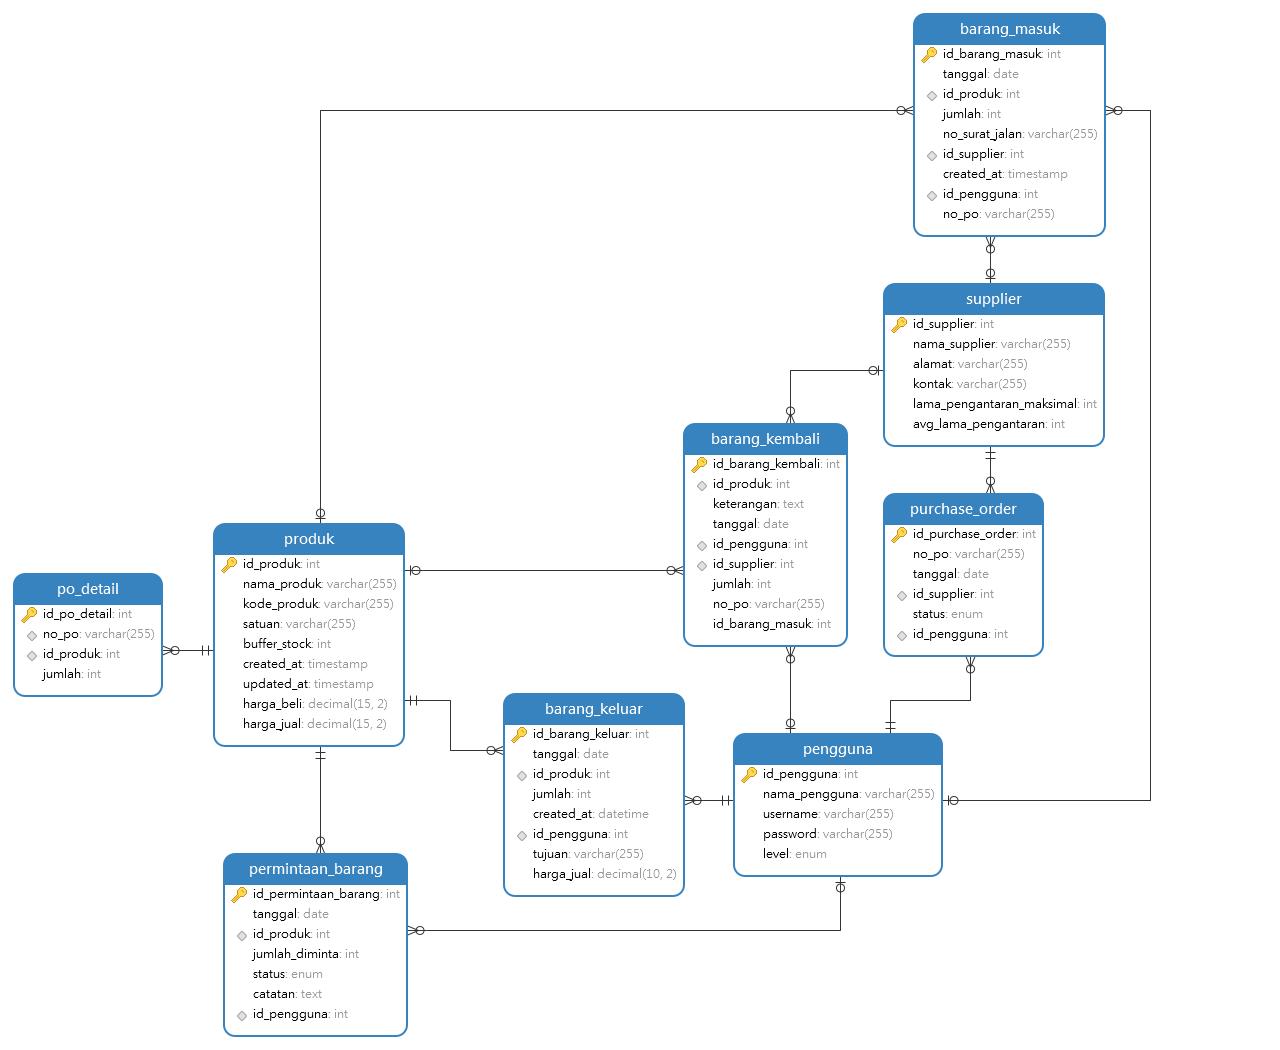 barang_masuk
id_barang_masuk: int
tanggal: date
id_produk: int
jumlah: int
no_surat_jalan: varchar(255)
id_supplier: int
created_at: timestamp
id_pengguna: int
no_po: varchar(255)
supplier
id_supplier: int
nama_supplier: varchar(255)
alamat: varchar(255)
kontak: varchar(255)
lama_pengantaran_maksimal: int
avg_lama_pengantaran: int
barang_kembali
id_barang_kembali: int
id_produk: int
keterangan: text
tanggal: date
id_pengguna: int
id_supplier: int
jumlah: int
no_po: varchar(255)
id_barang_masuk: int
purchase_order
id_purchase_order: int
no_po: varchar(255)
tanggal: date
id_supplier: int
status: enum
id_pengguna: int
produk
id_produk: int
nama_produk: varchar(255)
kode_produk: varchar(255)
satuan: varchar(255)
buffer_stock: int
created_at: timestamp
updated_at: timestamp
harga_beli: decimal(15, 2)
harga_jual: decimal(15, 2)
po_detail
id_po_detail: int
no_po: varchar(255)
id_produk: int
jumlah: int
barang_keluar
id_barang_keluar: int
tanggal: date
id_produk: int
jumlah: int
created_at: datetime
id_pengguna: int
tujuan: varchar(255)
harga_jual: decimal(10, 2)
pengguna
id_pengguna: int
nama_pengguna: varchar(255)
username: varchar(255)
password: varchar(255)
level: enum
permintaan_barang
id_permintaan_barang: int
tanggal: date
id_produk: int
jumlah_diminta: int
status: enum
catatan: text
id_pengguna: int